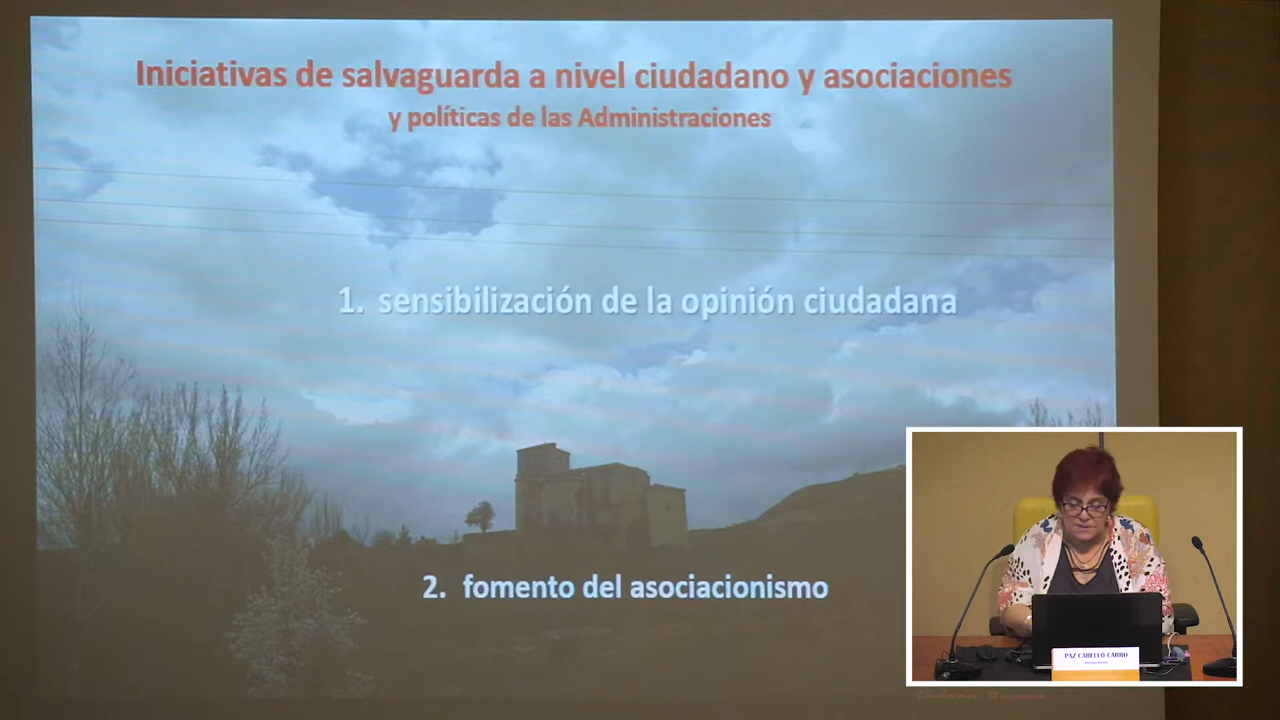 Iniciativas de salvaguarda a nivel ciudadano y asociaciones
y políticas de las Administraciones
1. sensibilización de la opinión ciudadana
2. fomento del asociacionismo
PAZ CABELLO CARRO